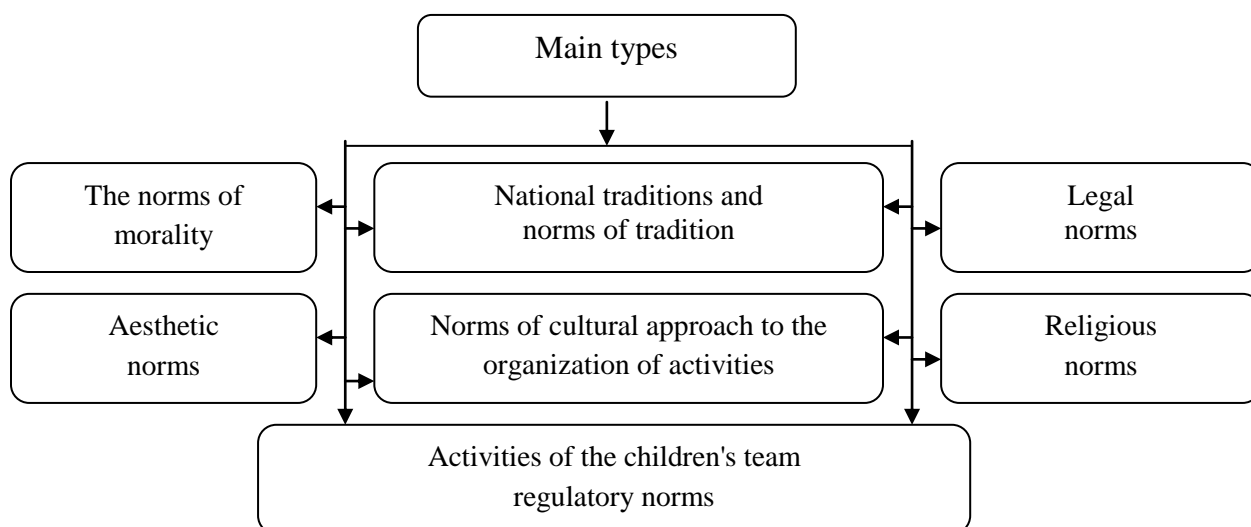 Main types
The norms of
morality
National traditions and
norms of tradition
Legal
norms
Aesthetic
norms
Norms of cultural approach to the
organization of activities
Religious
norms
Activities of the children's team
regulatory norms